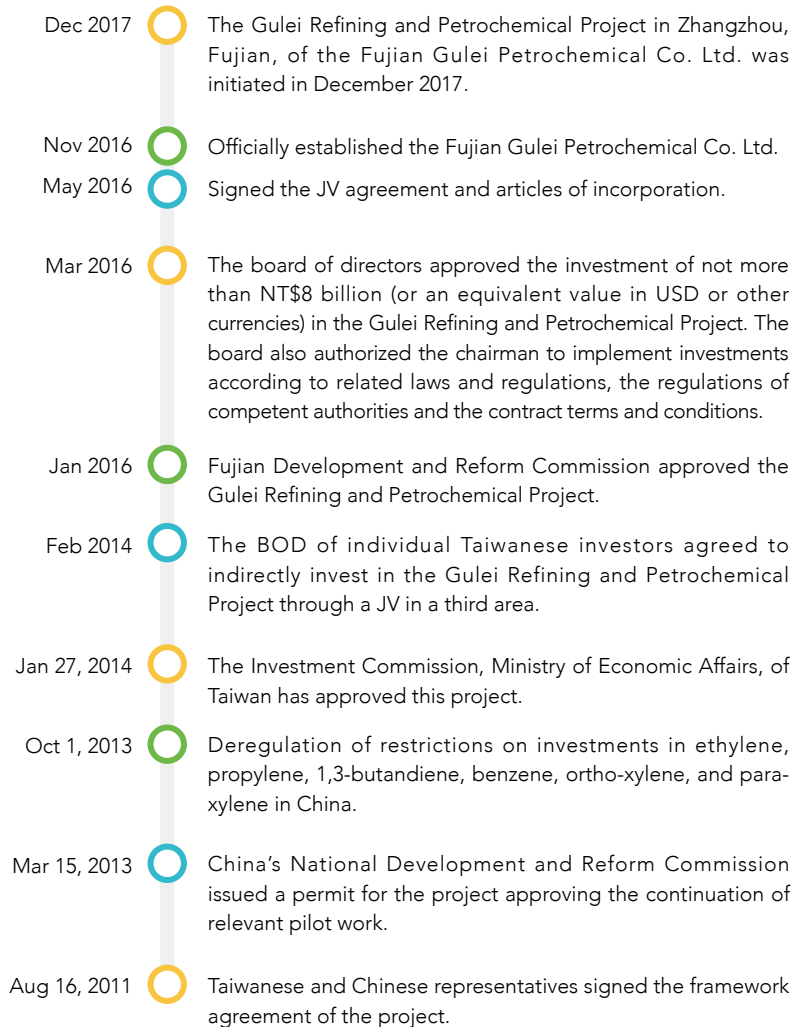 Dec 2017
The Gulei Refining and Petrochemical Project in Zhangzhou,
Fujian, of the Fujian Gulei Petrochemical Co. Ltd. was
initiated in December 2017.
Nov 2016
Officially established the Fujian Gulei Petrochemical Co. Ltd.
May 2016
Signed the JV agreement and articles of incorporation.
Mar 2016
The board of directors approved the investment of not more
than NT$8 billion (or an equivalent value in USD or other
currencies) in the Gulei Refining and Petrochemical Project. The
board also authorized the chairman to implement investments
according to related laws and regulations, the regulations of
competent authorities and the contract terms and conditions.
Jan 2016
Fujian Development and Reform Commission approved the
Gulei Refining and Petrochemical Project.
Feb 2014
The BOD of individual Taiwanese investors agreed to
indirectly invest in the Gulei Refining and Petrochemical
Project through a JV in a third area.
Jan 27, 2014
The Investment Commission, Ministry of Economic Affairs, of
Taiwan has approved this project.
Oct 1, 2013
Deregulation of restrictions on investments in ethylene,
propylene, 1,3-butandiene, benzene, ortho-xylene, and para-
xylene in China.
Mar 15, 2013
China's National Development and Reform Commission
issued a permit for the project approving the continuation of
relevant pilot work.
Aug 16, 2011
Taiwanese and Chinese representatives signed the framework
agreement of the project.